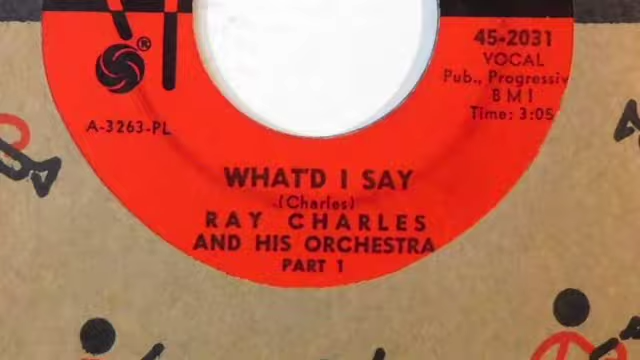 ®
45-2031
VOCAL
Pub., Progressiv
BMI
Time: 3:05
A-3263-PL
WHAT'D I SAY
(Charles)
RAY CHARLES
AND HIS ORCHESTRA
PART 1